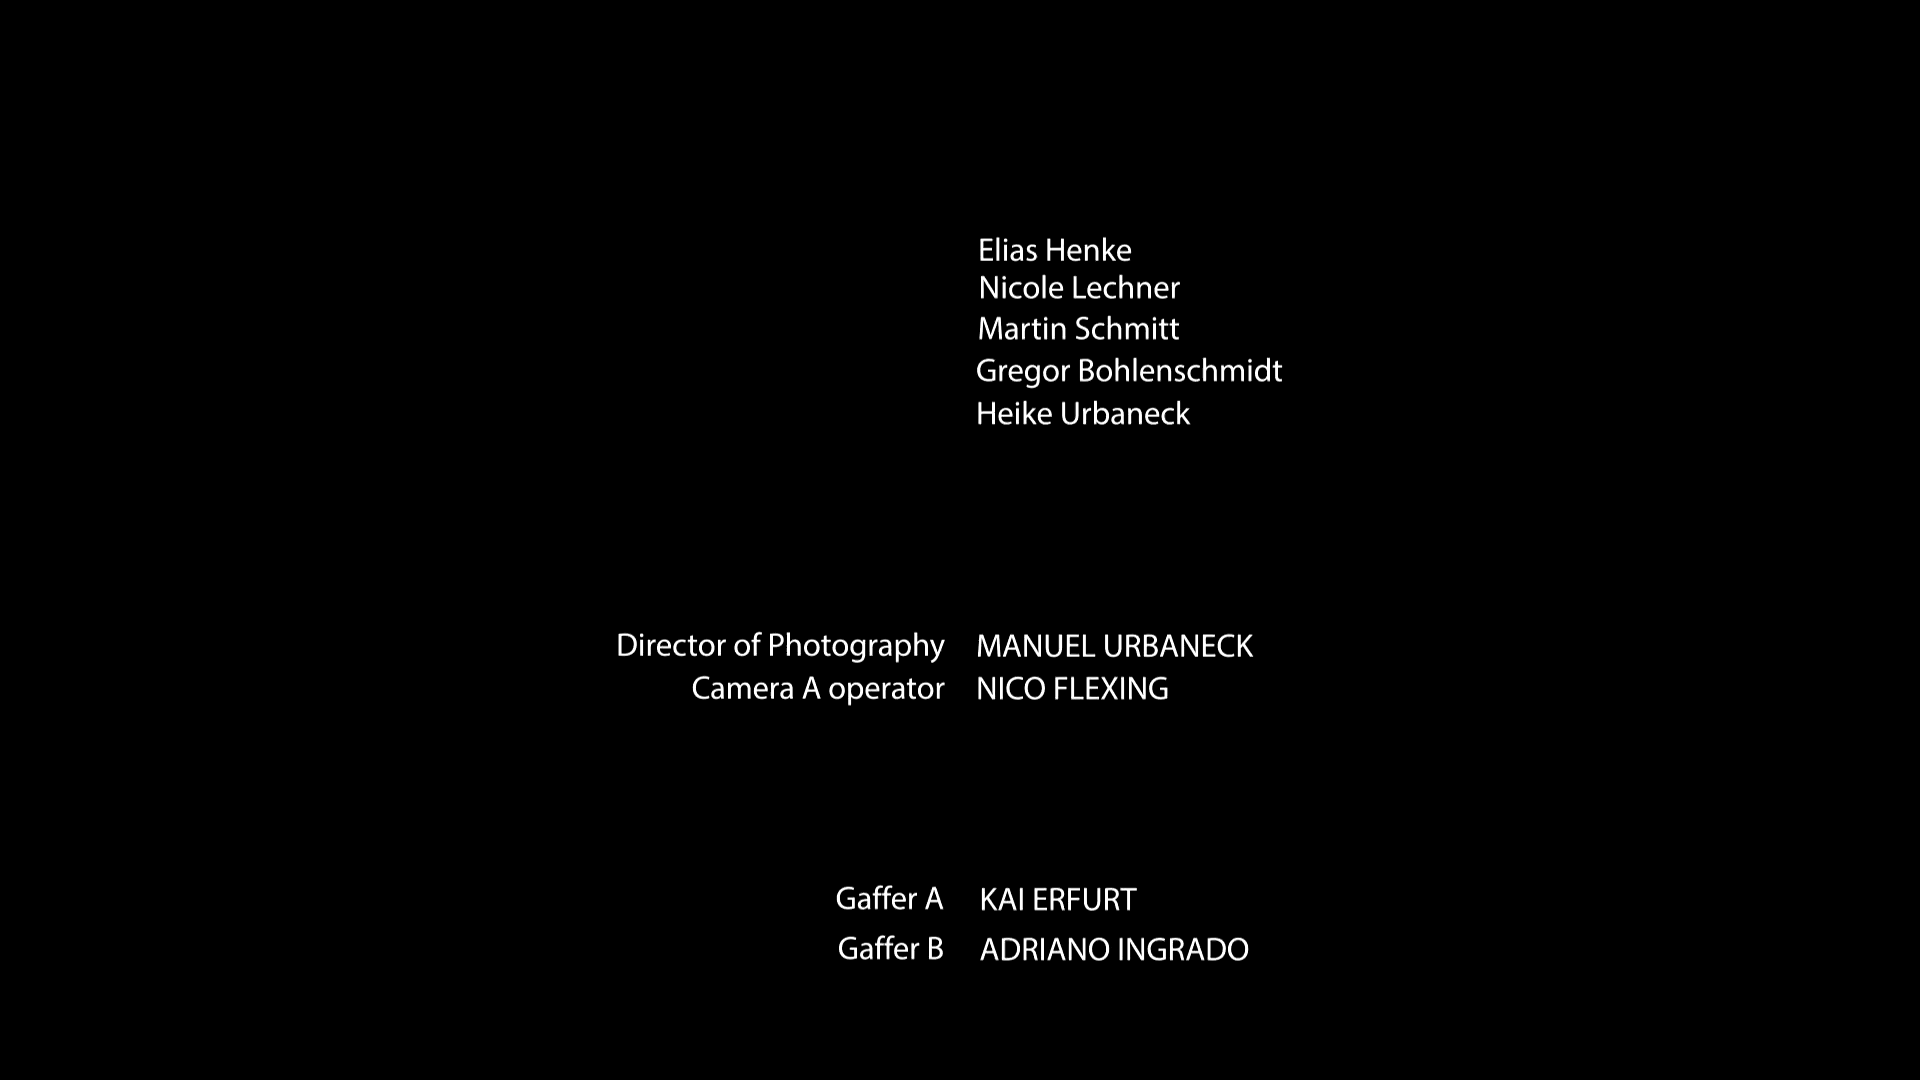 Elias Henke
Nicole Lechner
Martin Schmitt
Gregor Bohlenschmidt
Heike Urbaneck
Director of Photography MANUEL URBANECK
Camera A operator NICO FLEXING
Gaffer A KAI ERFURT
Gaffer B ADRIANO INGRADO